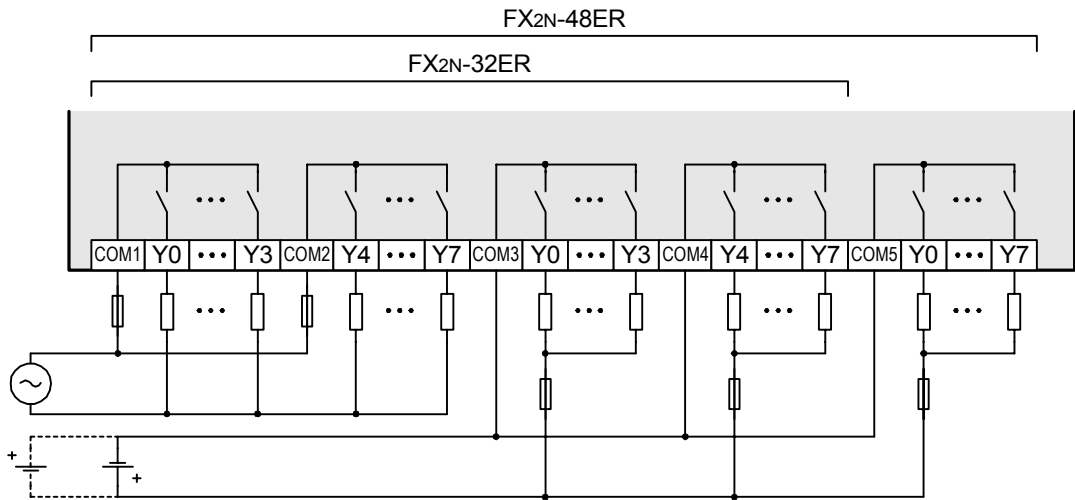 FX2N-48ER
FX2N-32ER
COM1 Y0 ••• Y3 COM2 Y4 ••• Y7 COM3 Y0 ••• Y3 COM4 Y4 ••• Y7 COM5 Y0 ••• Y7
+
+